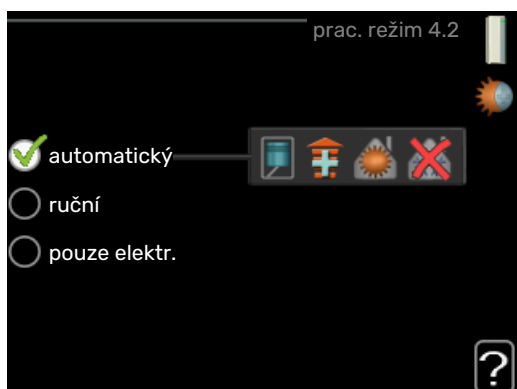 prac. režim 4.2
automatický
ruční
pouze elektr.
?